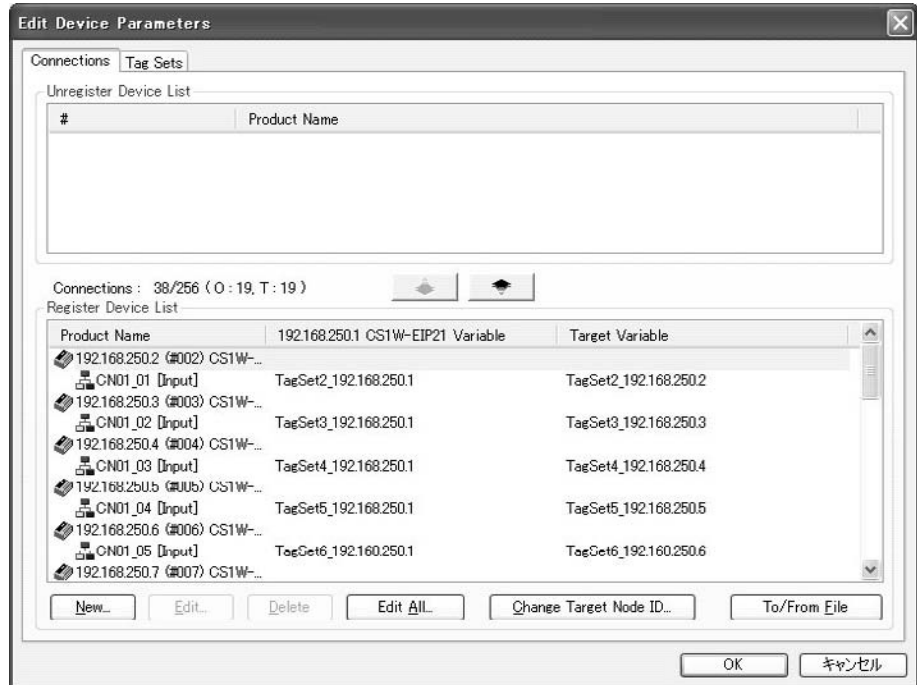 Edit Device Parameters
Connections Tag Sets
Unregister Device List
# Product Name
Connections : 38/256 ( O : 19, T : 19 )
Register Device List
Product Name 192.168.250.1 CS1W-EIP21 Variable Target Variable
192.168.250.2 (#002) CS1W-...
CN01_01 [Input] TagSet2_192.168.250.1 TagSet2_192.168.250.2
192.168.250.3 (#003) CS1W-...
CN01_02 [Input] TagSet3_192.168.250.1 TagSet3_192.168.250.3
192.168.250.4 (#004) CS1W-...
CN01_03 [Input] TagSet4_192.168.250.1 TagSet4_192.168.250.4
192.168.250.5 (#005) CS1W-...
CN01_04 [Input] TagSet5_192.168.250.1 TagSet5_192.168.250.5
192.168.250.6 (#006) CS1W-...
CN01_05 [Input] TagSet6_192.160.250.1 TagSet6_192.160.250.6
192.168.250.7 (#007) CS1W-...
New... Edit... Delete Edit All... Change Target Node ID... To/From File
OK キャンセル